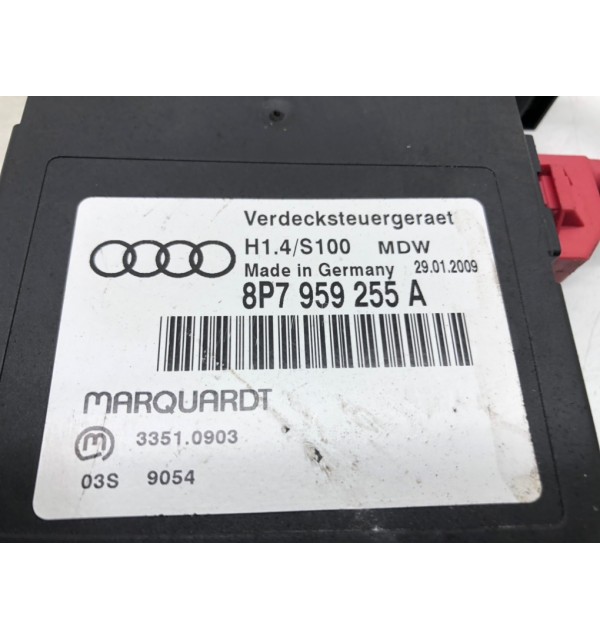 Verdecksteuergeraet
H1.4/S100 MDW
Made in Germany 29.01.2009
8P7 959 255 A
MARQUARDT
m 3351.0903
03S 9054